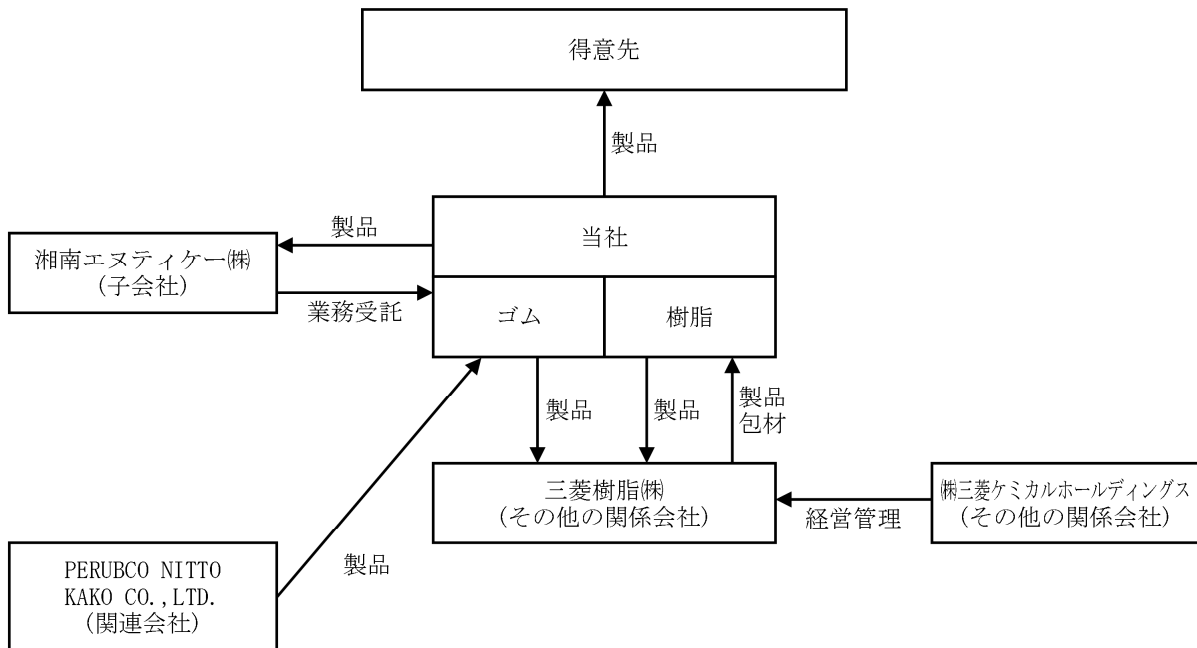 得意先
製品
当社
製品
湘南エヌティケー㈱
(子会社)
業務受託
ゴム
樹脂
製品
製品
製品
包材
三菱樹脂㈱
(その他の関係会社)
経営管理
㈱三菱ケミカルホールディングス
(その他の関係会社)
製品
PERUBCO NITTO
KAKO CO.,LTD.
(関連会社)